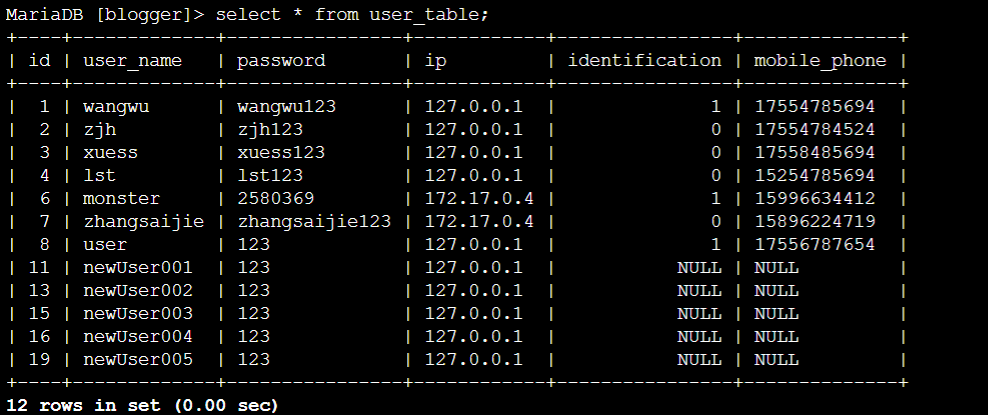 MariaDB [blogger]> select * from user_table;
+----+-------------+----------------+------------+----------------+--------------+
| id | user_name   | password       | ip         | identification | mobile_phone |
+----+-------------+----------------+------------+----------------+--------------+
|  1 | wangwu      | wangwu123      | 127.0.0.1  |              1 | 17554785694  |
|  2 | zjh         | zjh123         | 127.0.0.1  |              0 | 17554784524  |
|  3 | xuess       | xuess123       | 127.0.0.1  |              0 | 17558485694  |
|  4 | lst         | lst123         | 127.0.0.1  |              0 | 15254785694  |
|  6 | monster     | 2580369        | 172.17.0.4 |              1 | 15996634412  |
|  7 | zhangsaijie | zhangsaijie123 | 172.17.0.4 |              0 | 15896224719  |
|  8 | user        | 123            | 127.0.0.1  |              1 | 17556787654  |
| 11 | newUser001  | 123            | 127.0.0.1  |           NULL | NULL         |
| 13 | newUser002  | 123            | 127.0.0.1  |           NULL | NULL         |
| 15 | newUser003  | 123            | 127.0.0.1  |           NULL | NULL         |
| 16 | newUser004  | 123            | 127.0.0.1  |           NULL | NULL         |
| 19 | newUser005  | 123            | 127.0.0.1  |           NULL | NULL         |
+----+-------------+----------------+------------+----------------+--------------+
12 rows in set (0.00 sec)